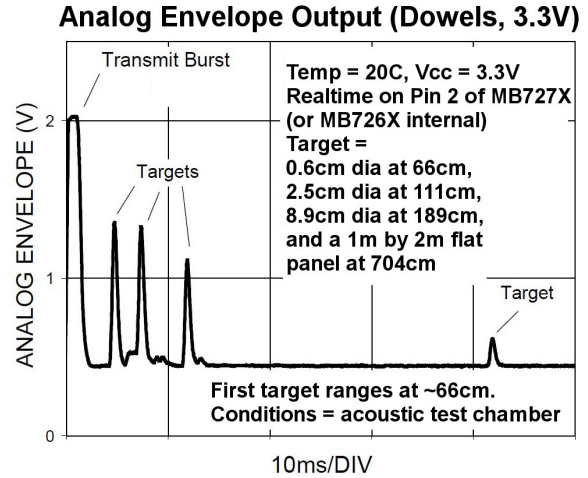 Analog Envelope Output (Dowels, 3.3V)
Transmit Burst
Temp = 20C, Vcc = 3.3V
Realtime on Pin 2 of MB727X
(or MB726X internal)
Target =
0.6cm dia at 66cm,
2.5cm dia at 111cm,
8.9cm dia at 189cm,
and a 1m by 2m flat
panel at 704cm
Targets
Target
ANALOG ENVELOPE (V)
2
1
0
First target ranges at ~66cm.
Conditions = acoustic test chamber
10ms/DIV